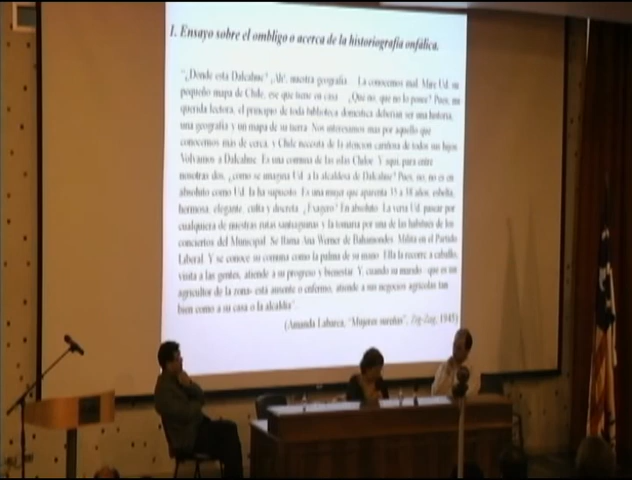 I. Ensayo sobre el ombligo o acerca de la historiografía onfálica.
"¿Dónde esta Dalcahue? ¡Ah!, nuestra geografía. La conocemos mal. Mire Ud. su
pequeño mapa de Chile, ese que tiene en casa. ¿Que no, que no lo posee? Pues, mi
querida lectora, el principio de toda biblioteca doméstica deberían ser una historia,
una geografía y un mapa de su tierra. Nos interesamos mas por aquello que
conocemos más de cerca, y Chile necesita de la atención cariñosa de todos sus hijos.
Volvamos a Dalcahue. Es una comuna de las islas Chiloe. Y aquí, para entre
nosotras dos, ¿como se imagina Ud. a la alcaldesa de Dalcahue? Pues, no, no es en
absoluto como Ud. la ha supuesto. Es una mujer que aparenta 35 a 38 años, esbelta,
hermosa, elegante, culta y discreta. ¿Exagero? En absoluto. La vería Ud. pasear por
cualquiera de nuestras rutas santiaguinas y la tomaría por una de las habitúes de los
conciertos del Municipal. Se llama Ana Werner de Bahamondes. Milita en el Partido
Liberal. Y se conoce su comuna como la palma de su mano. Ella la recorre a caballo,
visita a las gentes, atiende a su progreso y bienestar. Y, cuando su marido -que es un
agricultor de la zona- está ausente o enfermo, atiende a sus negocios agrícolas tan
bien como a su casa o la alcaldía".
(Amanda Labarca, "Mujeres sureñas", Zig-Zag, 1945)